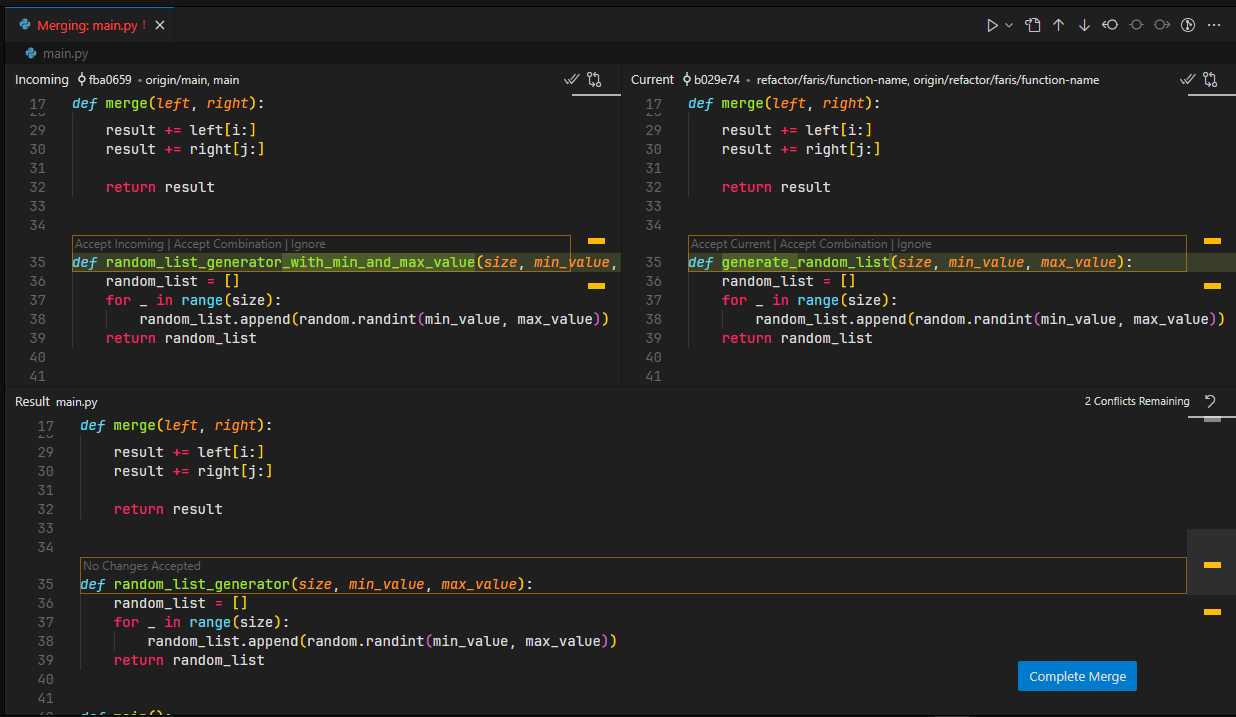 Merging: main.py !
main.py
Incoming fba0659 • origin/main, main
17 def merge(left, right):
29 result += left[i:]
30 result += right[j:]
31
32 return result
33
34
Accept Incoming | Accept Combination | Ignore
35 def random_list_generator_with_min_and_max_value(size, min_value,
36 random_list = []
37 for _ in range(size):
38 random_list.append(random.randint(min_value, max_value))
39 return random_list
40
41
Current b029e74 • refactor/faris/function-name, origin/refactor/faris/function-name
17 def merge(left, right):
29 result += left[i:]
30 result += right[j:]
31
32 return result
33
34
Accept Current | Accept Combination | Ignore
35 def generate_random_list(size, min_value, max_value):
36 random_list = []
37 for _ in range(size):
38 random_list.append(random.randint(min_value, max_value))
39 return random_list
40
41
Result main.py
2 Conflicts Remaining
17 def merge(left, right):
29 result += left[i:]
30 result += right[j:]
31
32 return result
33
34
No Changes Accepted
35 def random_list_generator(size, min_value, max_value):
36 random_list = []
37 for _ in range(size):
38 random_list.append(random.randint(min_value, max_value))
39 return random_list
40
41
Complete Merge